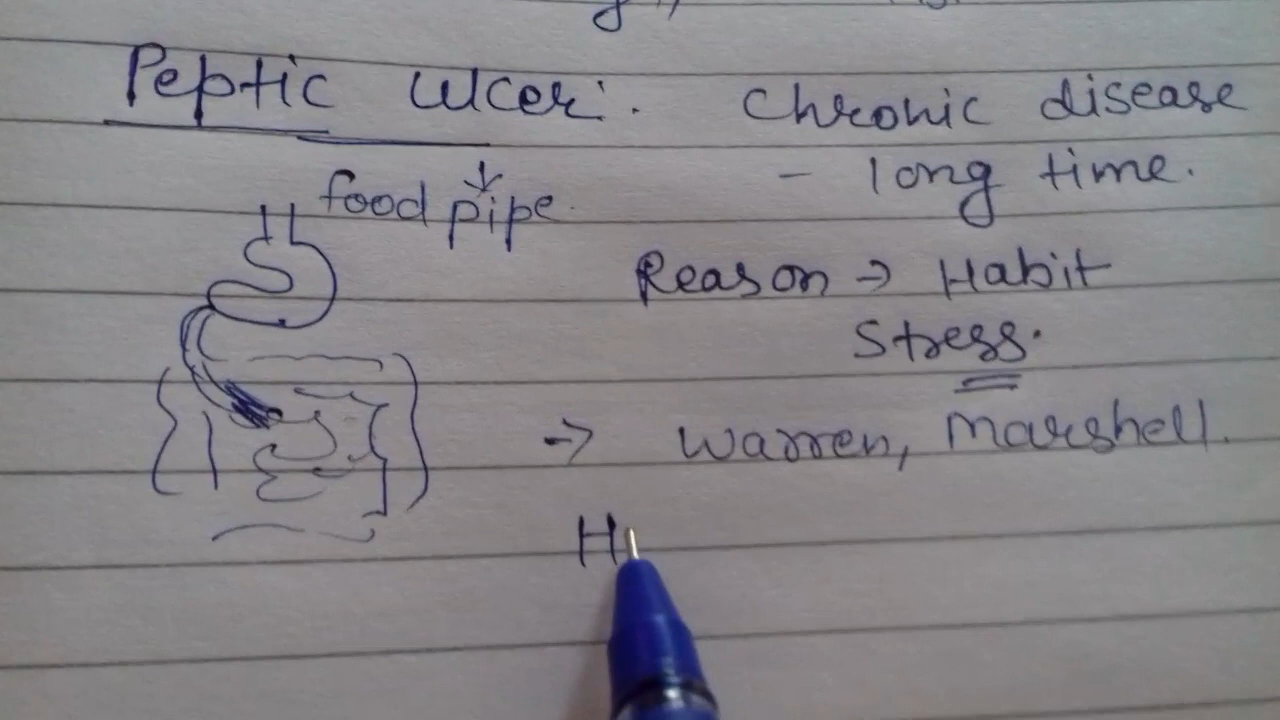 Peptic ulcer:. Chronic disease
- long time.
food pipe.
Reason → Habit
Stress.
→ Warren, Marshell.
H